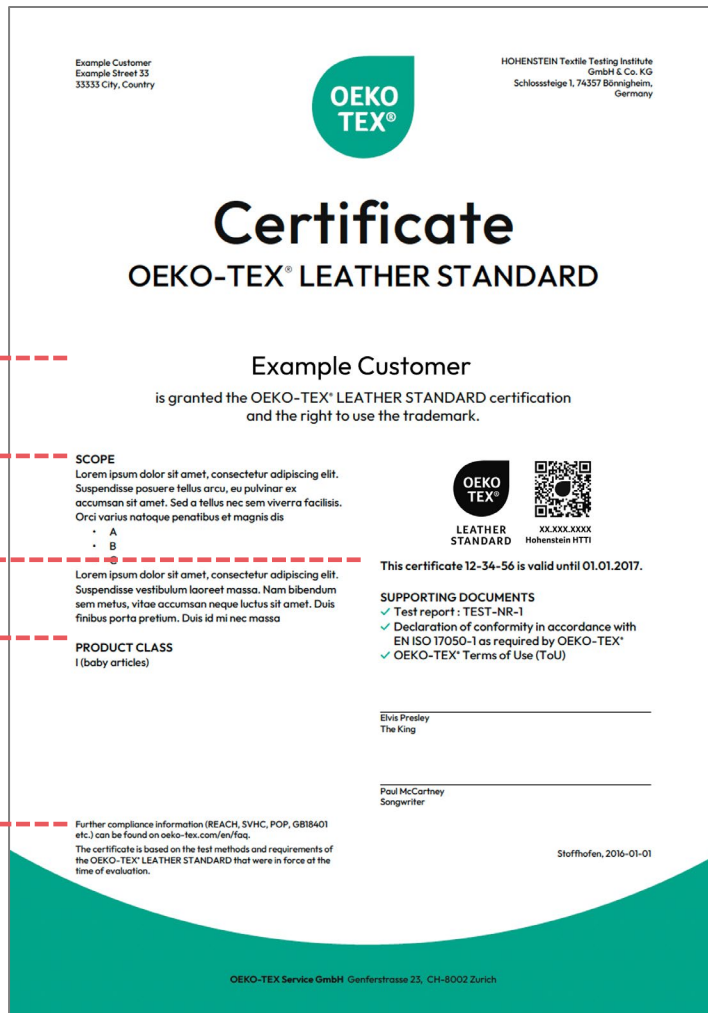 Example Customer
Example Street 33
33333 City, Country
OEKO
TEX®
HOHENSTEIN Textile Testing Institute
GmbH & Co. KG
Schlosssteige 1, 74357 Bönnigheim,
Germany
Certificate
OEKO-TEX® LEATHER STANDARD
Example Customer
is granted the OEKO-TEX® LEATHER STANDARD certification
and the right to use the trademark.
SCOPE
Lorem ipsum dolor sit amet, consectetur adipiscing elit.
Suspendisse posuere tellus arcu, eu pulvinar ex
accumsan sit amet. Sed a tellus nec sem viverra facilisis.
Orci varius natoque penatibus et magnis dis
• A
• B
• C
Lorem ipsum dolor sit amet, consectetur adipiscing elit.
Suspendisse vestibulum laoreet massa. Nam bibendum
sem metus, vitae accumsan neque luctus sit amet. Duis
finibus porta pretium. Duis id mi nec massa
PRODUCT CLASS
I (baby articles)
Further compliance information (REACH, SVHC, POP, GB18401
etc.) can be found on oeko-tex.com/en/faq.
The certificate is based on the test methods and requirements of
the OEKO-TEX® LEATHER STANDARD that were in force at the
time of evaluation.
OEKO
TEX®
LEATHER
STANDARD
XX.XXX.XXXX
Hohenstein HTTI
This certificate 12-34-56 is valid until 01.01.2017.
SUPPORTING DOCUMENTS
✓ Test report : TEST-NR-1
✓ Declaration of conformity in accordance with
EN ISO 17050-1 as required by OEKO-TEX®
✓ OEKO-TEX® Terms of Use (ToU)
Elvis Presley
The King
Paul McCartney
Songwriter
Stoffhofen, 2016-01-01
OEKO-TEX Service GmbH Genferstrasse 23, CH-8002 Zurich